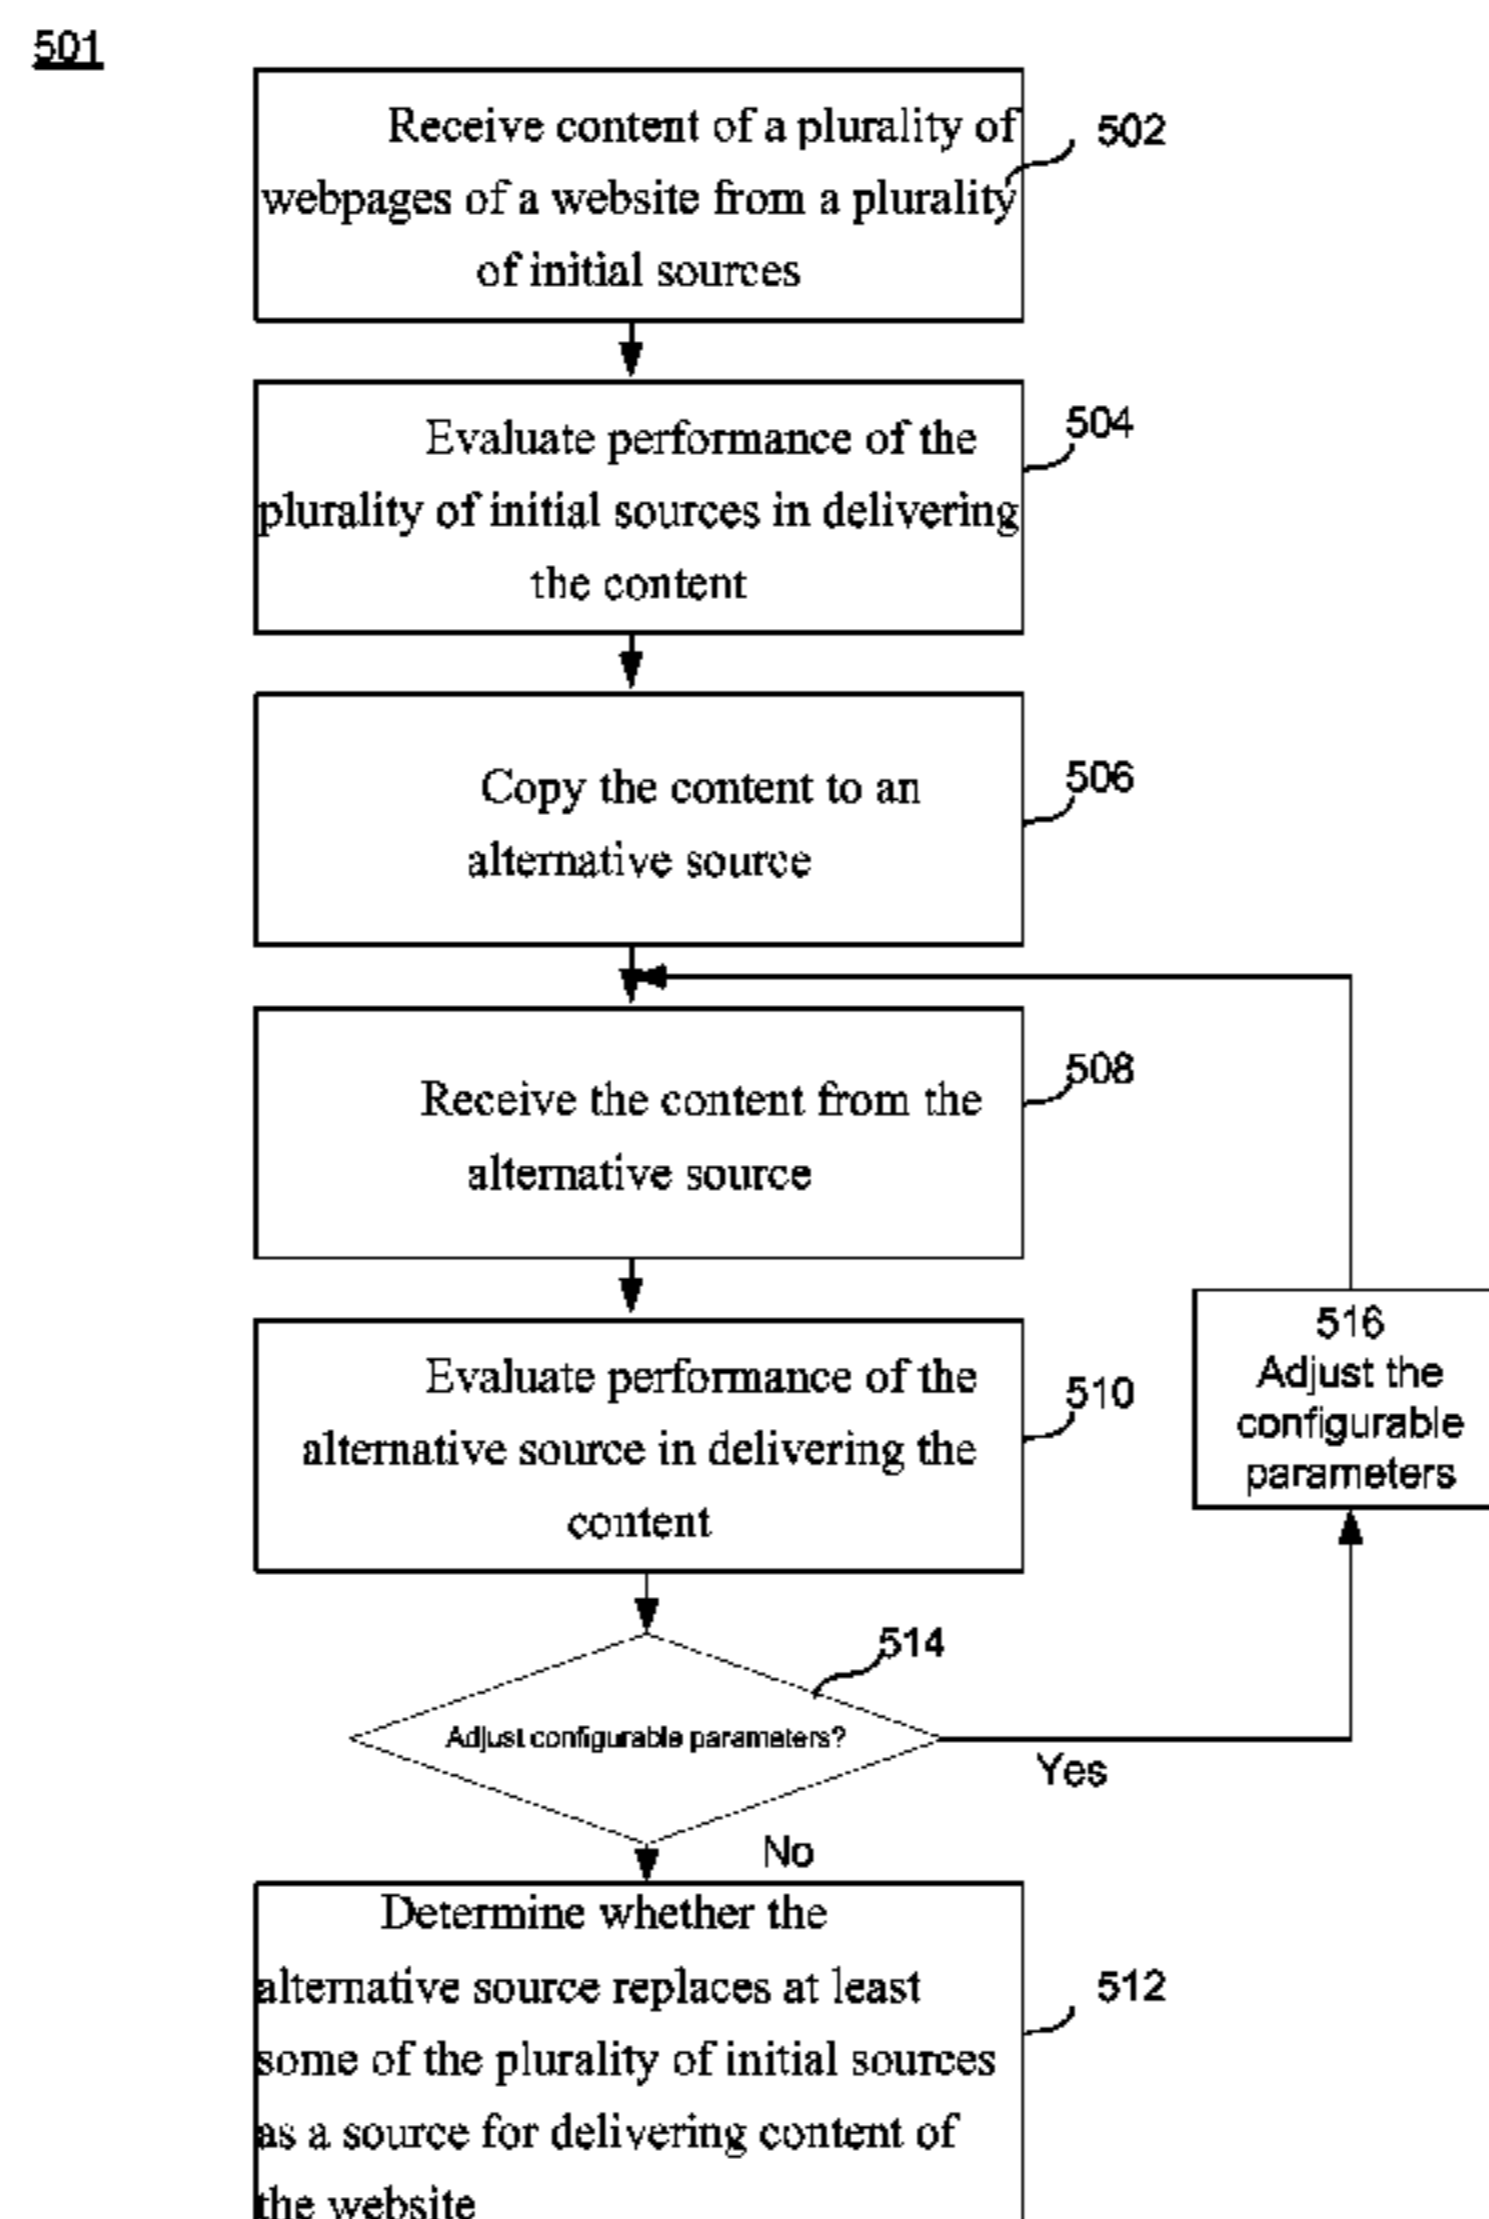 501
Receive content of a plurality of
webpages of a website from a plurality
of initial sources
502
Evaluate performance of the
plurality of initial sources in delivering
the content
504
Copy the content to an
alternative source
506
Receive the content from the
alternative source
508
Evaluate performance of the
alternative source in delivering the
content
510
516
Adjust the
configurable
parameters
514
Adjust configurable parameters?
Yes
No
Determine whether the
alternative source replaces at least
some of the plurality of initial sources
as a source for delivering content of
the website
512